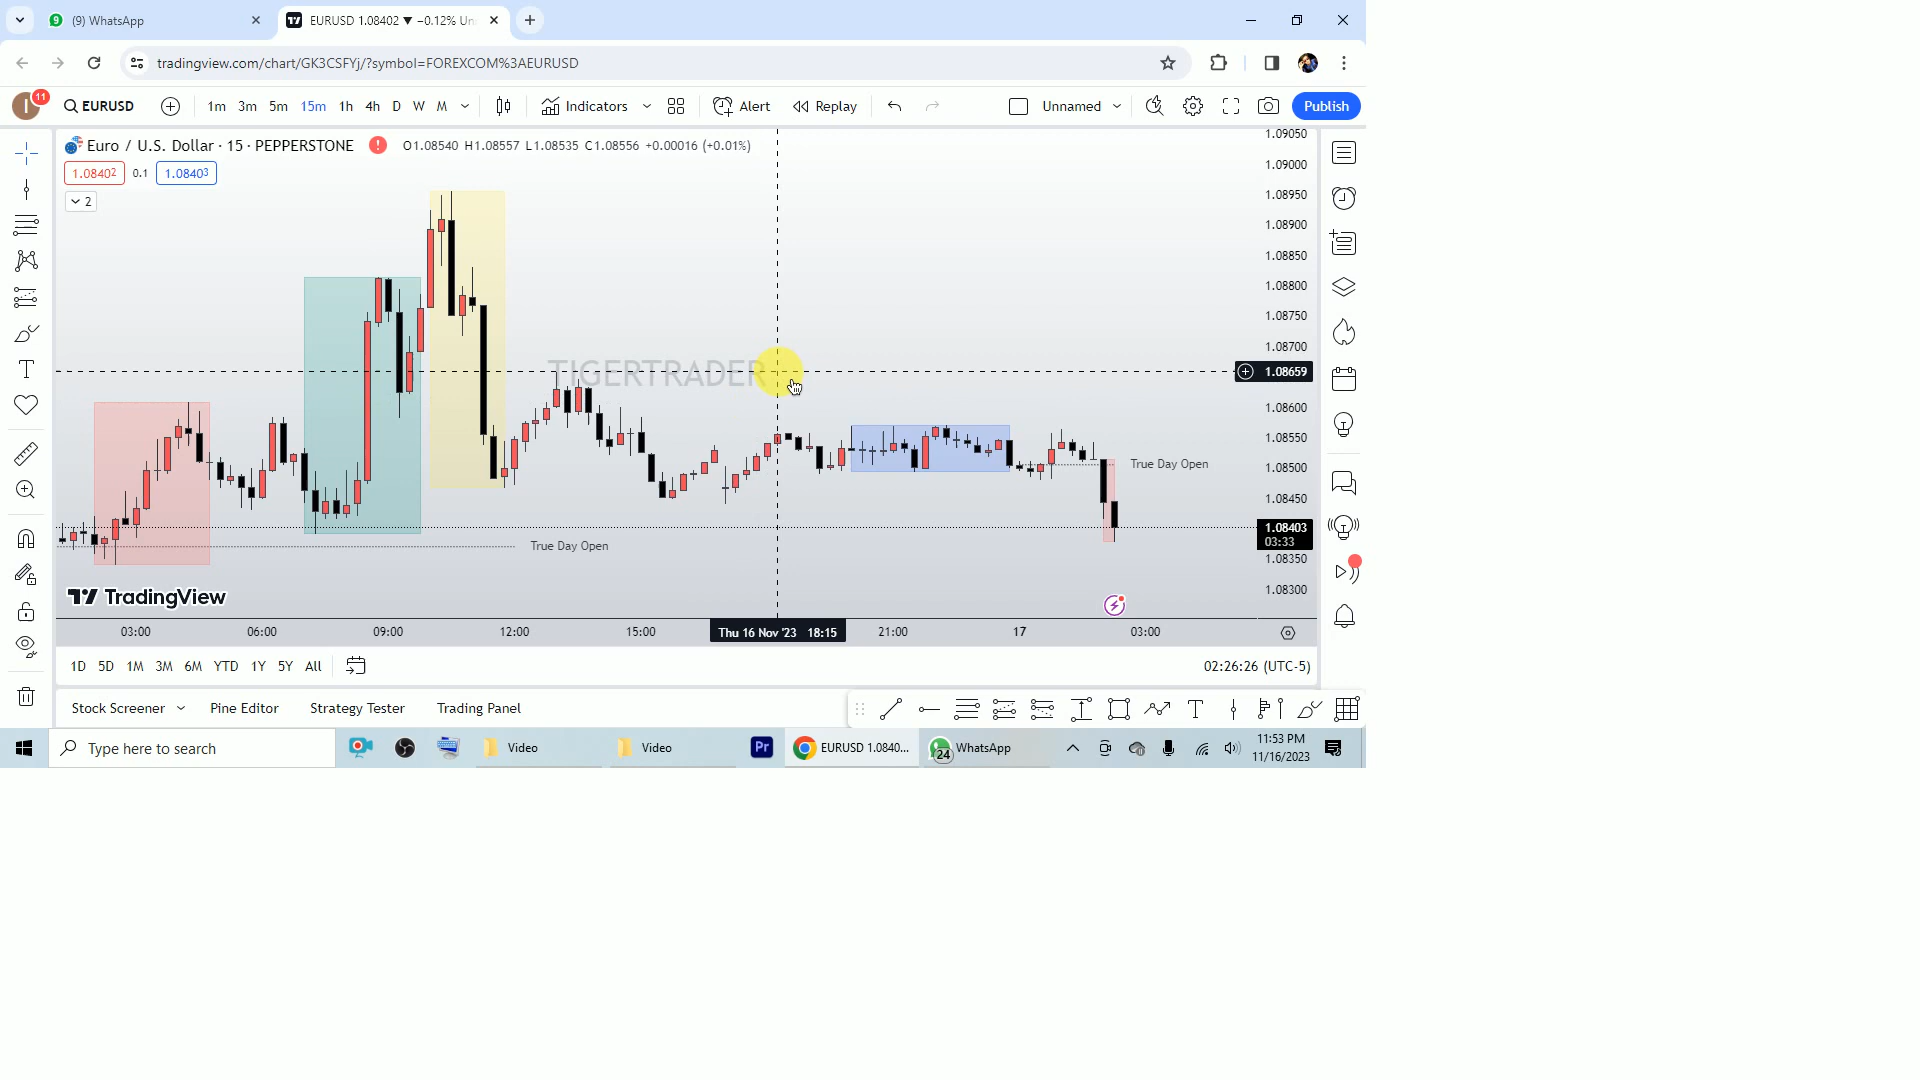 9 (9) WhatsApp
EURUSD 1.08402 ▼ −0.12% Un
tradingview.com/chart/GK3CSFYj/?symbol=FOREXCOM%3AEURUSD
I 11 EURUSD 1m 3m 5m 15m 1h 4h D W M Indicators Alert Replay Unnamed Publish
Euro / U.S. Dollar · 15 · PEPPERSTONE ! O1.08540 H1.08557 L1.08535 C1.08556 +0.00016 (+0.01%)
1.08402 0.1 1.08403
2
1.09050
1.09000
1.08950
1.08900
1.08850
1.08800
1.08750
1.08700
1.08659
1.08600
1.08550
1.08500
1.08450
1.08403
03:33
1.08350
1.08300
TIGERTRADER
True Day Open
True Day Open
TradingView
03:00 06:00 09:00 12:00 15:00 Thu 16 Nov '23 18:15 21:00 17 03:00
1D 5D 1M 3M 6M YTD 1Y 5Y All 02:26:26 (UTC-5)
Stock Screener Pine Editor Strategy Tester Trading Panel
Type here to search Video Video Pr EURUSD 1.0840... 24 WhatsApp 11:53 PM
11/16/2023